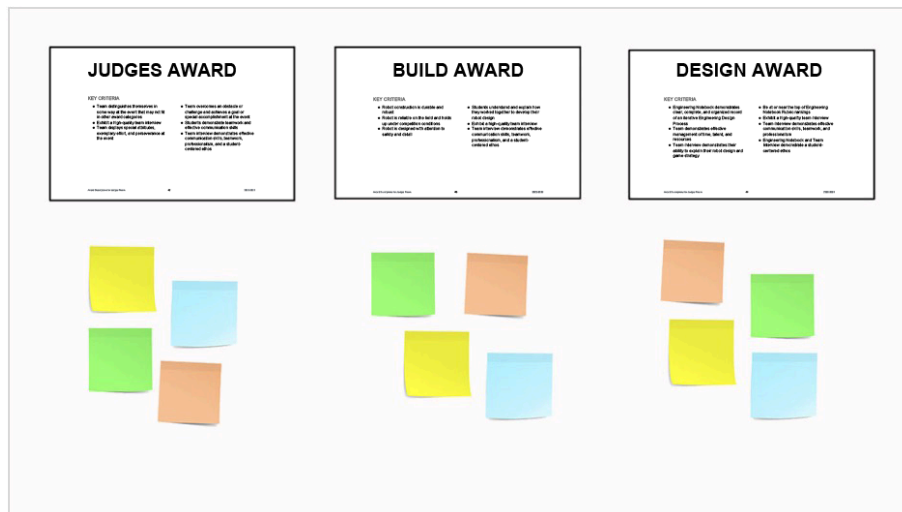 JUDGES AWARD
KEY CRITERIA
● Team distinguishes themselves in
some way at the event that may not fit
in other award categories
● Exhibit a high-quality team interview
● Team displays special attributes,
exemplary effort, and perseverance at
the event
● Team overcomes an obstacle or
challenge and achieves a goal or
special accomplishment at the event
● Students demonstrate teamwork and
effective communication skills
● Team interview demonstrates effective
communication skills, teamwork,
professionalism, and a student-
centered ethos
BUILD AWARD
KEY CRITERIA
● Robot construction is durable and
robust
● Robot is reliable on the field and holds
up under competition conditions
● Robot is designed with attention to
safety and detail
● Students understand and explain how
they worked together to develop their
robot design
● Exhibit a high-quality team interview
● Team interview demonstrates effective
communication skills, teamwork,
professionalism, and a student-
centered ethos
DESIGN AWARD
KEY CRITERIA
● Engineering Notebook demonstrates
clear, complete, and organized record
of an iterative Engineering Design
Process
● Team demonstrates effective
management of time, talent, and
resources
● Team interview demonstrates their
ability to explain their robot design and
game strategy
● Be at or near the top of Engineering
Notebook Rubric rankings
● Exhibit a high-quality team interview
● Team interview demonstrates effective
communication skills, teamwork, and
professionalism
● Engineering Notebook and Team
Interview demonstrate a student-
centered ethos